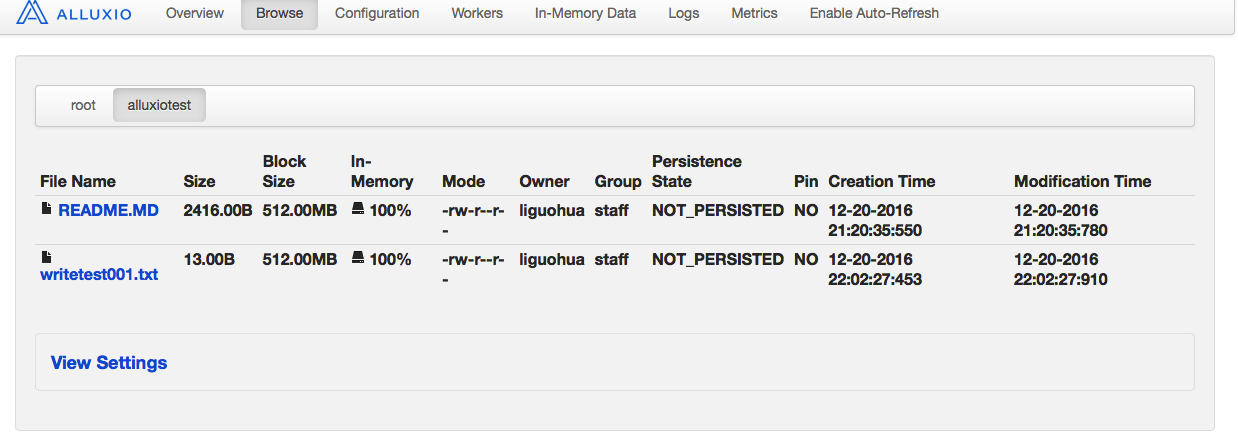 ALLUXIO Overview Browse Configuration Workers In-Memory Data Logs Metrics Enable Auto-Refresh
root alluxiotest
File Name Size Block Size In-Memory Mode Owner Group Persistence State Pin Creation Time Modification Time
README.MD 2416.00B 512.00MB 100% -rw-r--r-- liguohua staff NOT_PERSISTED NO 12-20-2016 21:20:35:550 12-20-2016 21:20:35:780
writetest001.txt 13.00B 512.00MB 100% -rw-r--r-- liguohua staff NOT_PERSISTED NO 12-20-2016 22:02:27:453 12-20-2016 22:02:27:910
View Settings